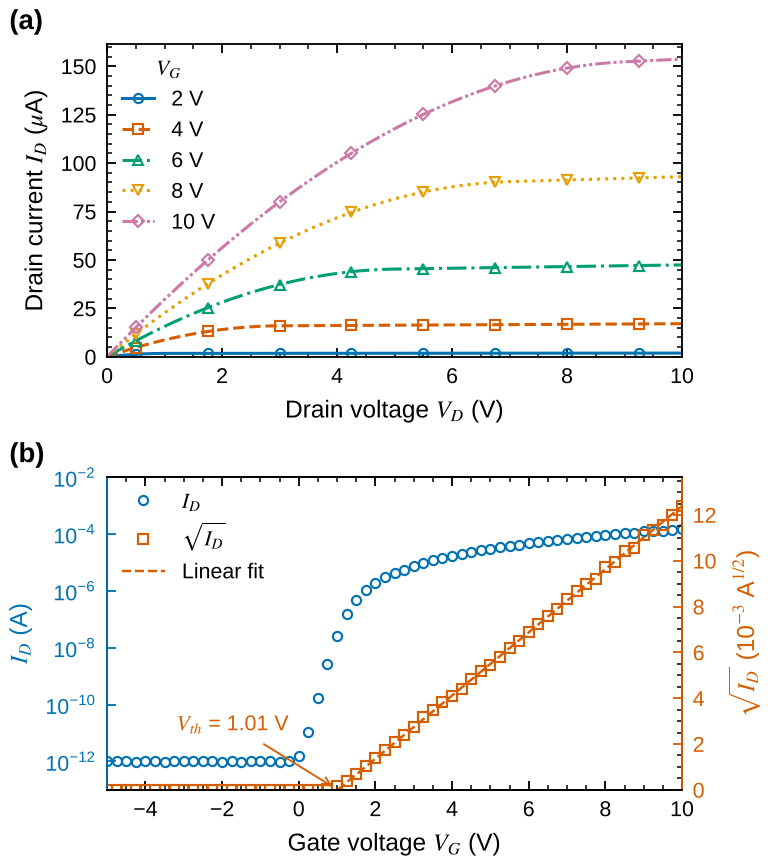 (a)
V_G
2 V
4 V
6 V
8 V
10 V
Drain current I_D (μA)
150
125
100
75
50
25
0
0 2 4 6 8 10
Drain voltage V_D (V)
(b)
I_D
√I_D
Linear fit
V_th = 1.01 V
I_D (A)
10⁻²
10⁻⁴
10⁻⁶
10⁻⁸
10⁻¹⁰
10⁻¹²
√I_D (10⁻³ A^1/2)
12
10
8
6
4
2
0
−4 −2 0 2 4 6 8 10
Gate voltage V_G (V)